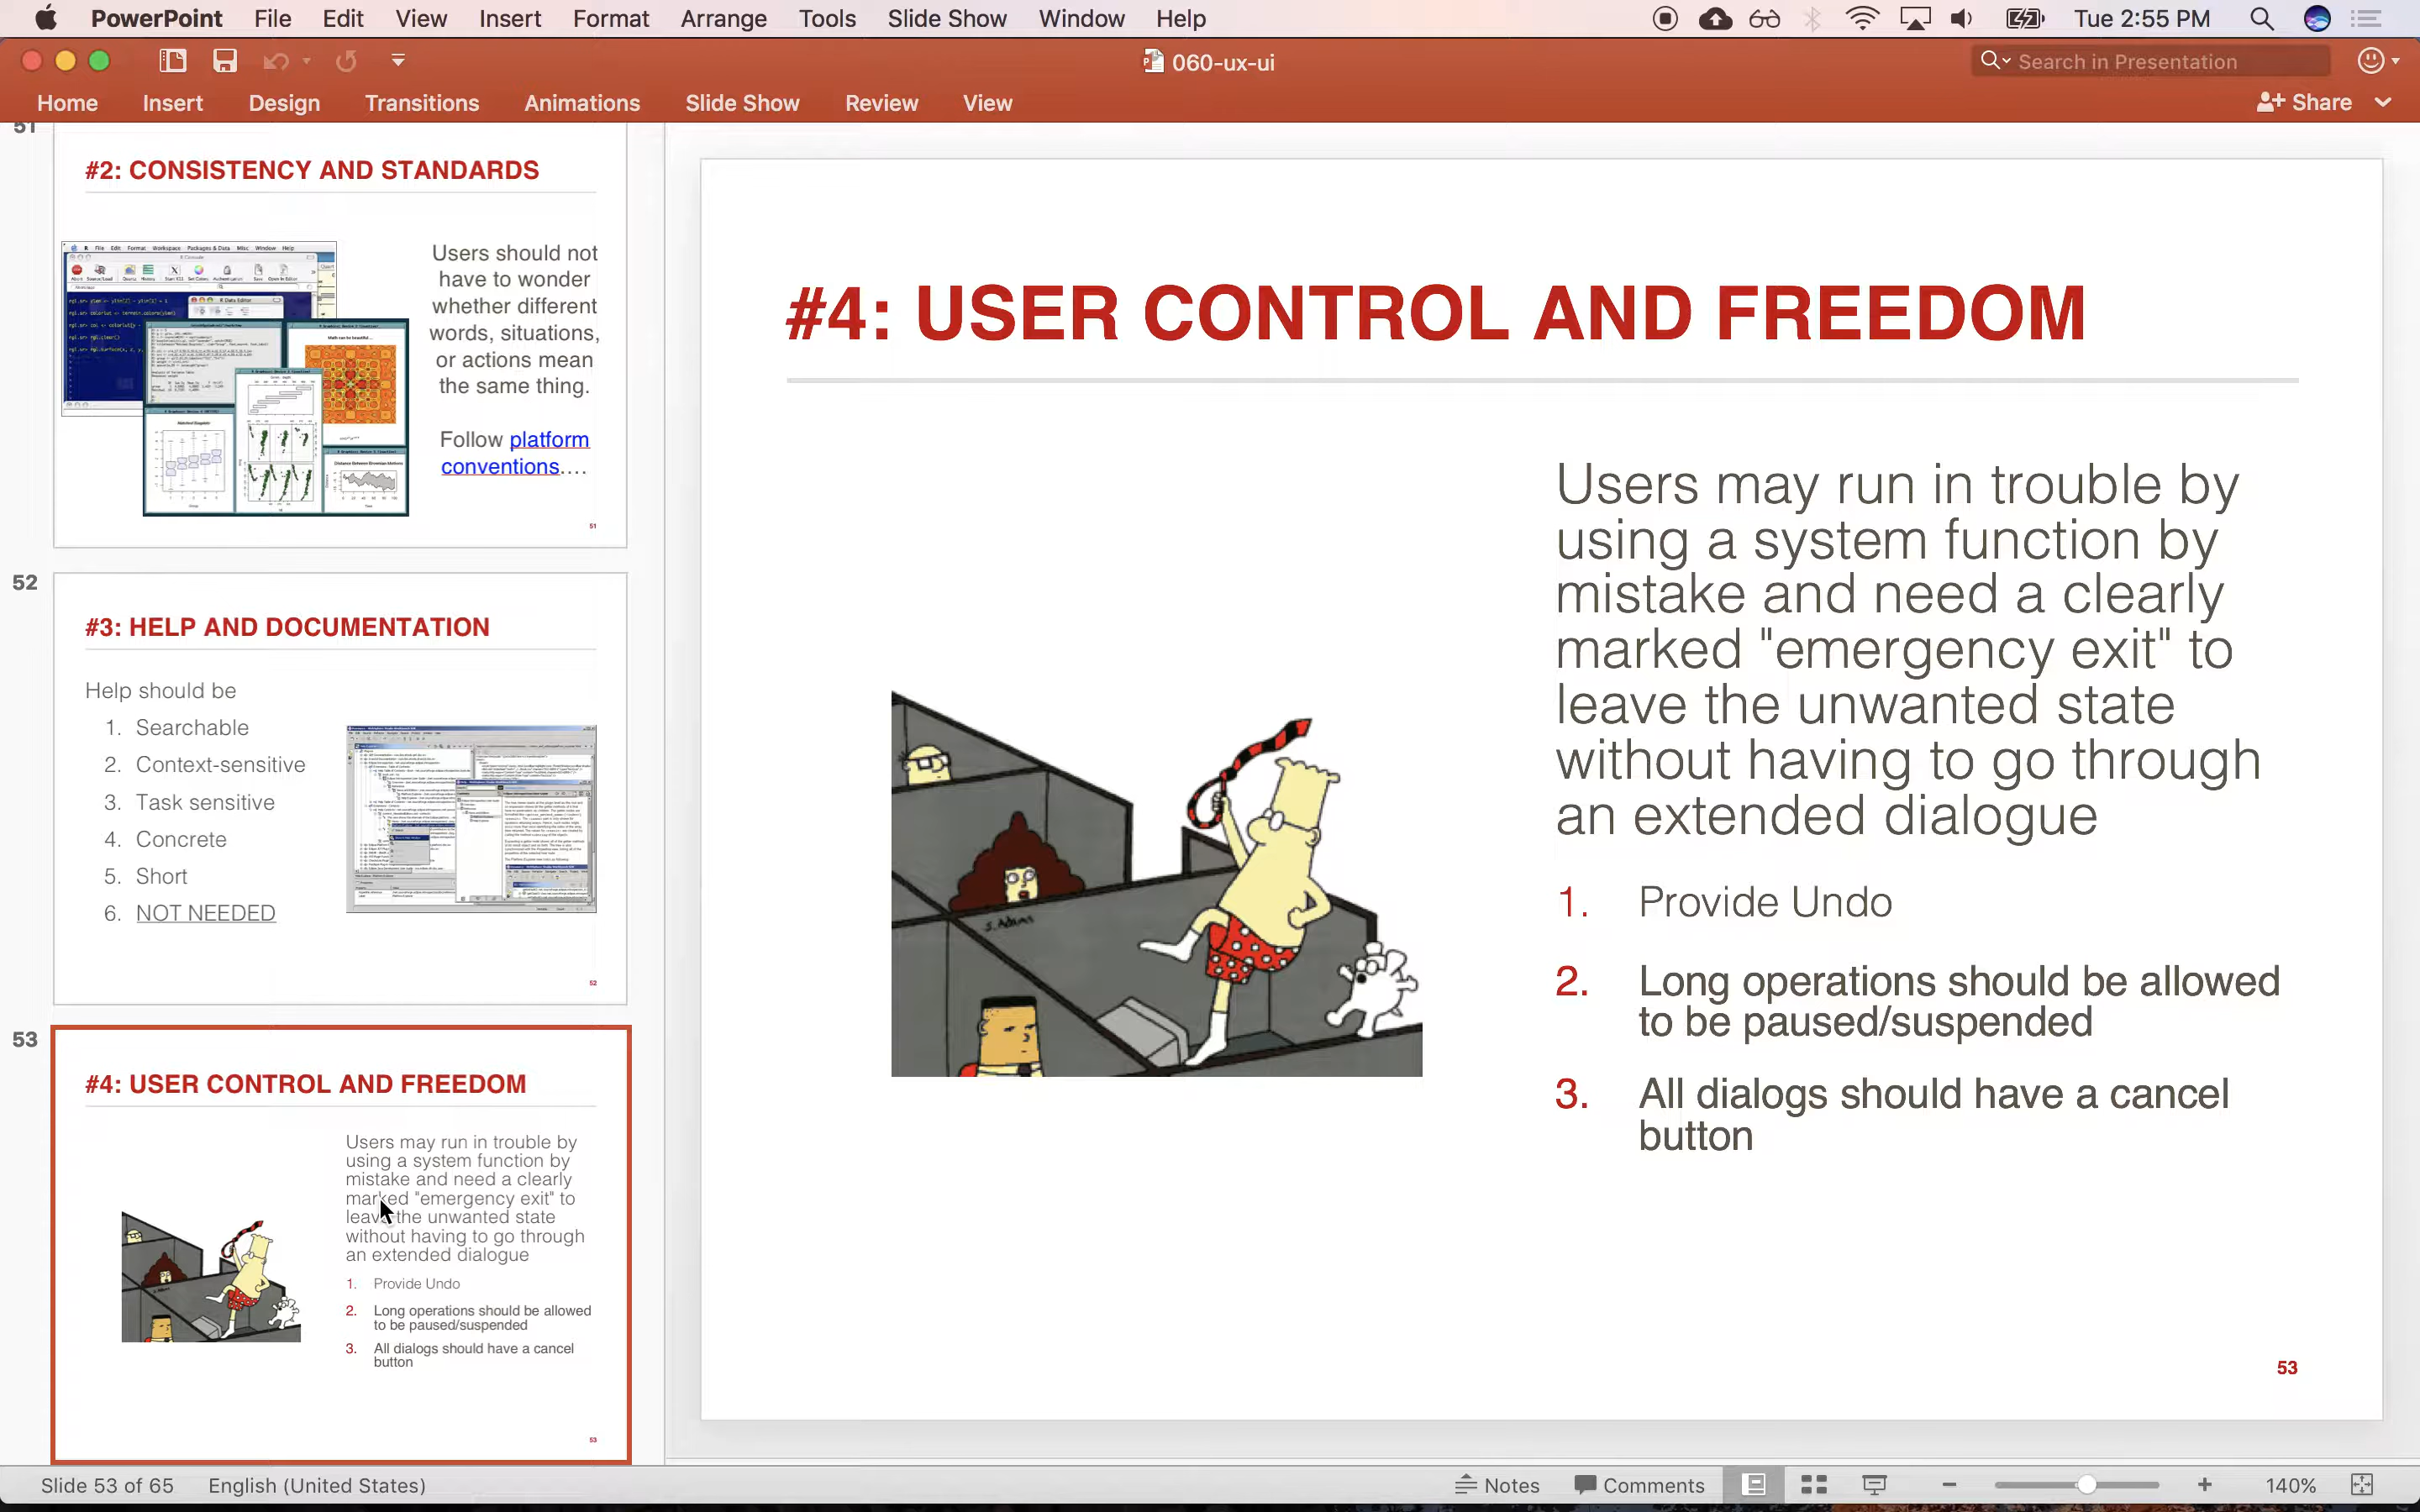 PowerPoint File Edit View Insert Format Arrange Tools Slide Show Window Help Tue 2:55 PM
060-ux-ui
Search in Presentation
Home Insert Design Transitions Animations Slide Show Review View Share
51
#2: CONSISTENCY AND STANDARDS
Users should not
have to wonder
whether different
words, situations,
or actions mean
the same thing.
Follow platform
conventions....
51
52
#3: HELP AND DOCUMENTATION
Help should be
1. Searchable
2. Context-sensitive
3. Task sensitive
4. Concrete
5. Short
6. NOT NEEDED
52
53
#4: USER CONTROL AND FREEDOM
Users may run in trouble by
using a system function by
mistake and need a clearly
marked "emergency exit" to
leave the unwanted state
without having to go through
an extended dialogue
1. Provide Undo
2. Long operations should be allowed
to be paused/suspended
3. All dialogs should have a cancel
button
53
#4: USER CONTROL AND FREEDOM
Users may run in trouble by
using a system function by
mistake and need a clearly
marked "emergency exit" to
leave the unwanted state
without having to go through
an extended dialogue
1. Provide Undo
2. Long operations should be allowed
to be paused/suspended
3. All dialogs should have a cancel
button
S. Adams
53
Slide 53 of 65 English (United States) Notes Comments 140%